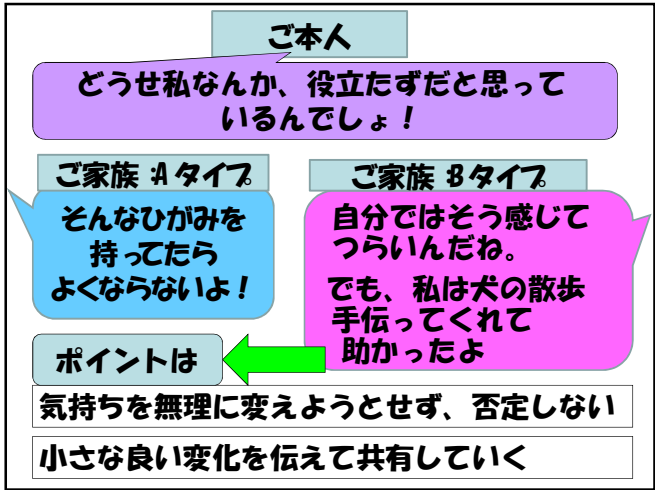 ご本人
どうせ私なんか、役立たずだと思って
いるんでしょ！
ご家族 Aタイプ
そんなひがみを
持ってたら
よくならないよ！
ご家族 Bタイプ
自分ではそう感じて
つらいんだね。
でも、私は犬の散歩
手伝ってくれて
助かったよ
ポイントは
気持ちを無理に変えようとせず、否定しない
小さな良い変化を伝えて共有していく